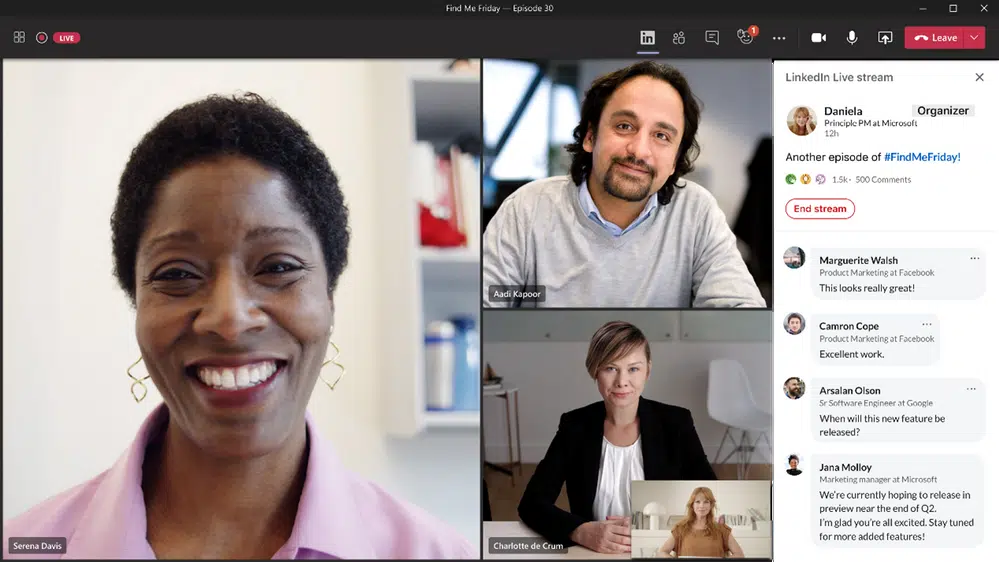 Find Me Friday — Episode 30
LIVE
1
Leave
Serena Davis
Aadi Kapoor
Charlotte de Crum
LinkedIn Live stream
Daniela
Organizer
Principle PM at Microsoft
12h
Another episode of #FindMeFriday!
1.5k · 500 Comments
End stream
Marguerite Walsh
Product Marketing at Facebook
This looks really great!
Camron Cope
Product Marketing at Facebook
Excellent work.
Arsalan Olson
Sr Software Engineer at Google
When will this new feature be
released?
Jana Molloy
Marketing manager at Microsoft
We're currently hoping to release in
preview near the end of Q2.
I'm glad you're all excited. Stay tuned
for more added features!